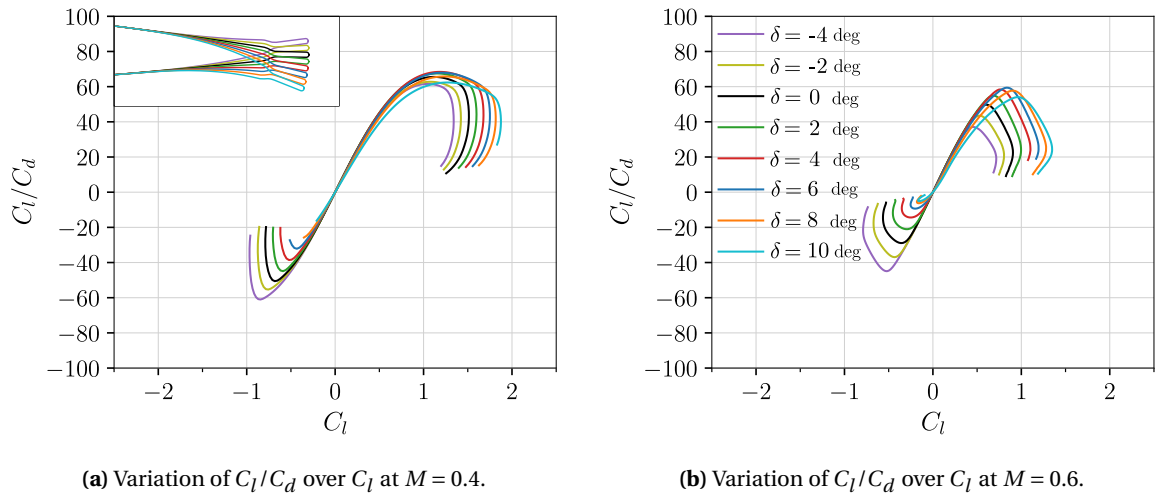 100
80
60
40
20
0
−20
−40
−60
−80
−100
−2
−1
0
1
2
C_l/C_d
C_l
100
80
60
40
20
0
−20
−40
−60
−80
−100
−2
−1
0
1
2
C_l/C_d
C_l
δ = -4 deg
δ = -2 deg
δ = 0 deg
δ = 2 deg
δ = 4 deg
δ = 6 deg
δ = 8 deg
δ = 10 deg
(a) Variation of C_l/C_d over C_l at M = 0.4.
(b) Variation of C_l/C_d over C_l at M = 0.6.